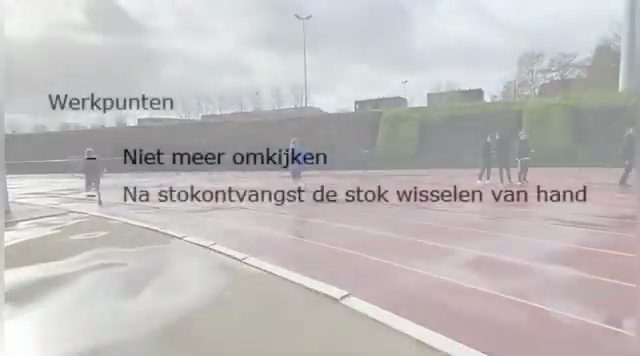 Werkpunten
- Niet meer omkijken
- Na stokontvangst de stok wisselen van hand